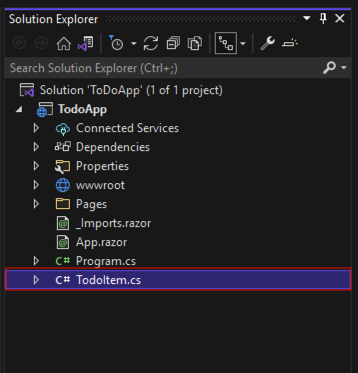 Solution Explorer
Search Solution Explorer (Ctrl+;)
Solution 'ToDoApp' (1 of 1 project)
TodoApp
Connected Services
Dependencies
Properties
wwwroot
Pages
_Imports.razor
App.razor
C# Program.cs
C# TodoItem.cs